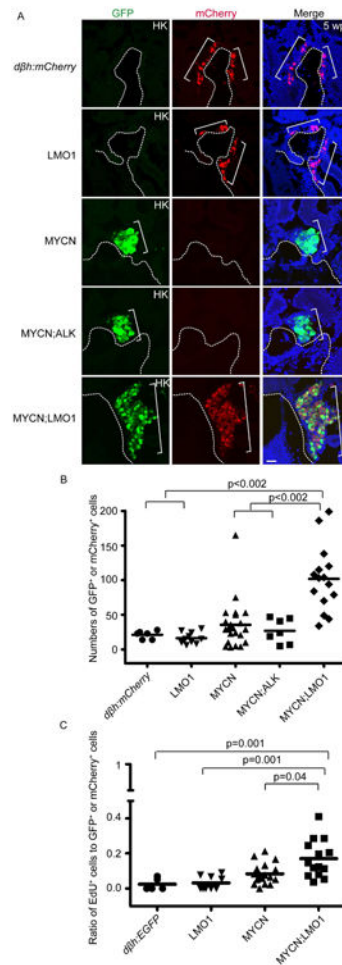 A
GFP mCherry Merge
dβh:mCherry HK 5 wp
LMO1 HK
MYCN HK
MYCN;ALK HK
MYCN;LMO1 HK
B
p<0.002
p<0.002
Numbers of GFP⁺ or mCherry⁺ cells
200
150
100
50
0
dβh:mCherry LMO1 MYCN MYCN;ALK MYCN;LMO1
C
p=0.001
p=0.001
p=0.04
Ratio of EdU⁺ cells to GFP⁺ or mCherry⁺ cells
1
0.4
0.2
0.0
dβh:EGFP LMO1 MYCN MYCN;LMO1